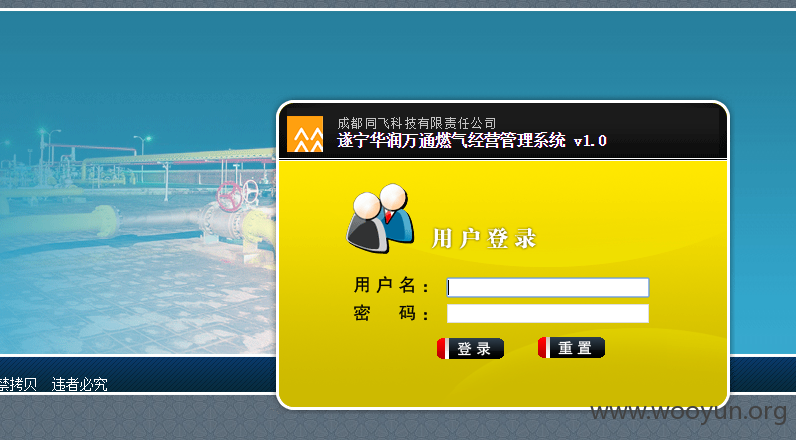 成都同飞科技有限责任公司
遂宁华润万通燃气经营管理系统 v1.0
用户登录
用户名：
密 码：
登录 重置
禁拷贝 违者必究
www.wooyun.org